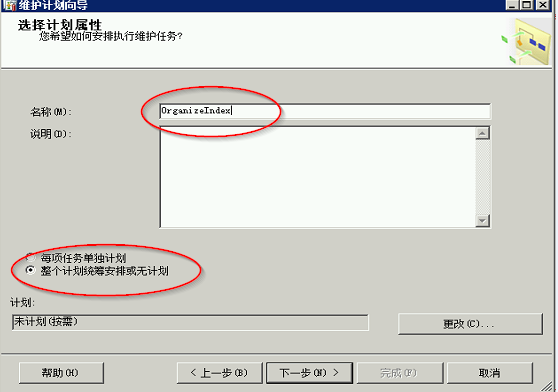 维护计划向导
选择计划属性
您希望如何安排执行维护任务?
名称(M):
OrganizeIndex
说明(D):
每项任务单独计划
整个计划统筹安排或无计划
计划:
未计划(按需)
更改(C)...
帮助(H)
< 上一步(B)
下一步(N) >
完成(F)
取消